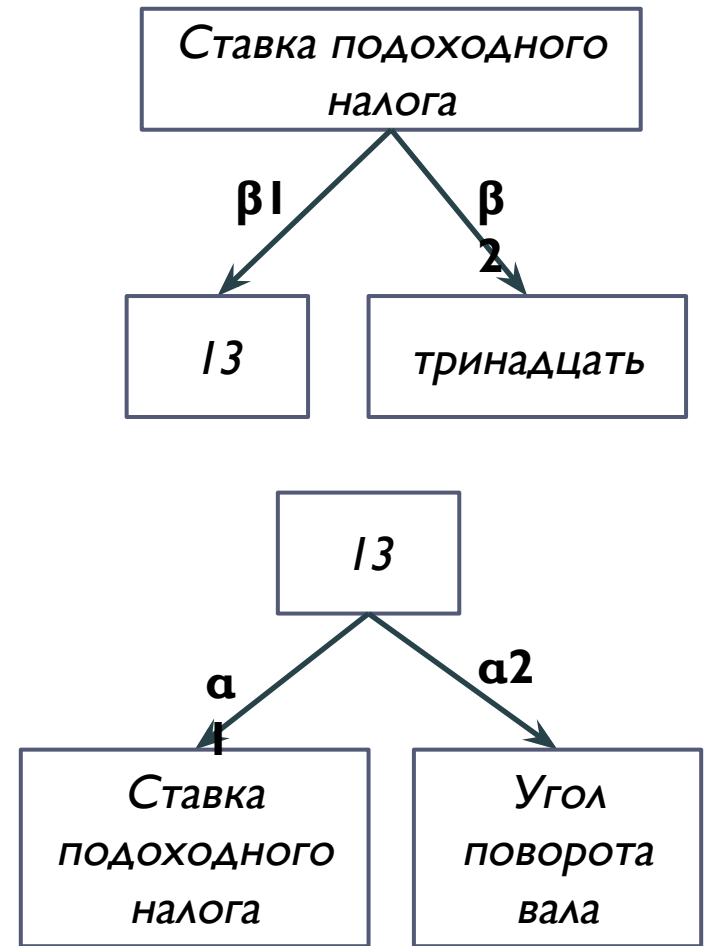 Ставка подоходного
налога
β1
β
2
13
тринадцать
13
α
1
α2
Ставка
подоходного
налога
Угол
поворота
вала